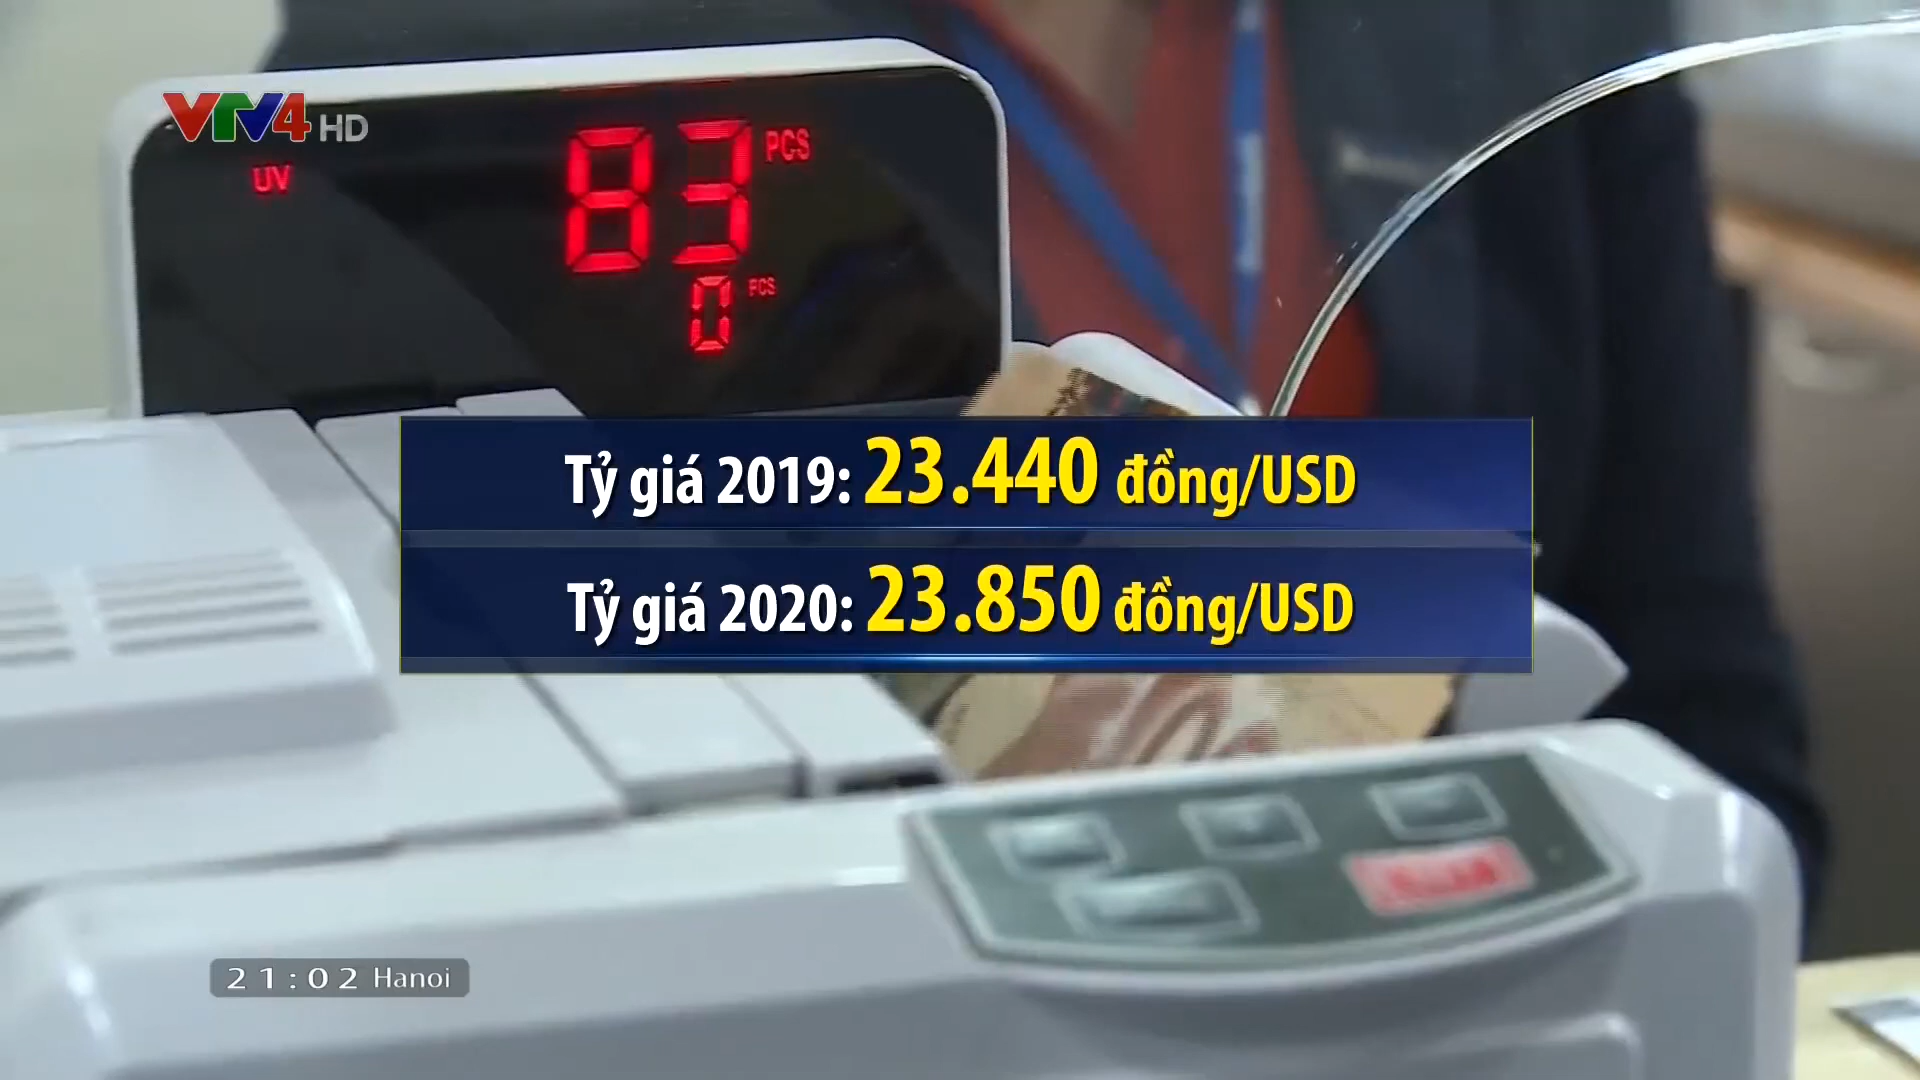 VTV4 HD
UV
83 PCS
0 PCS
Tỷ giá 2019: 23.440 đồng/USD
Tỷ giá 2020: 23.850 đồng/USD
21:02 Hanoi